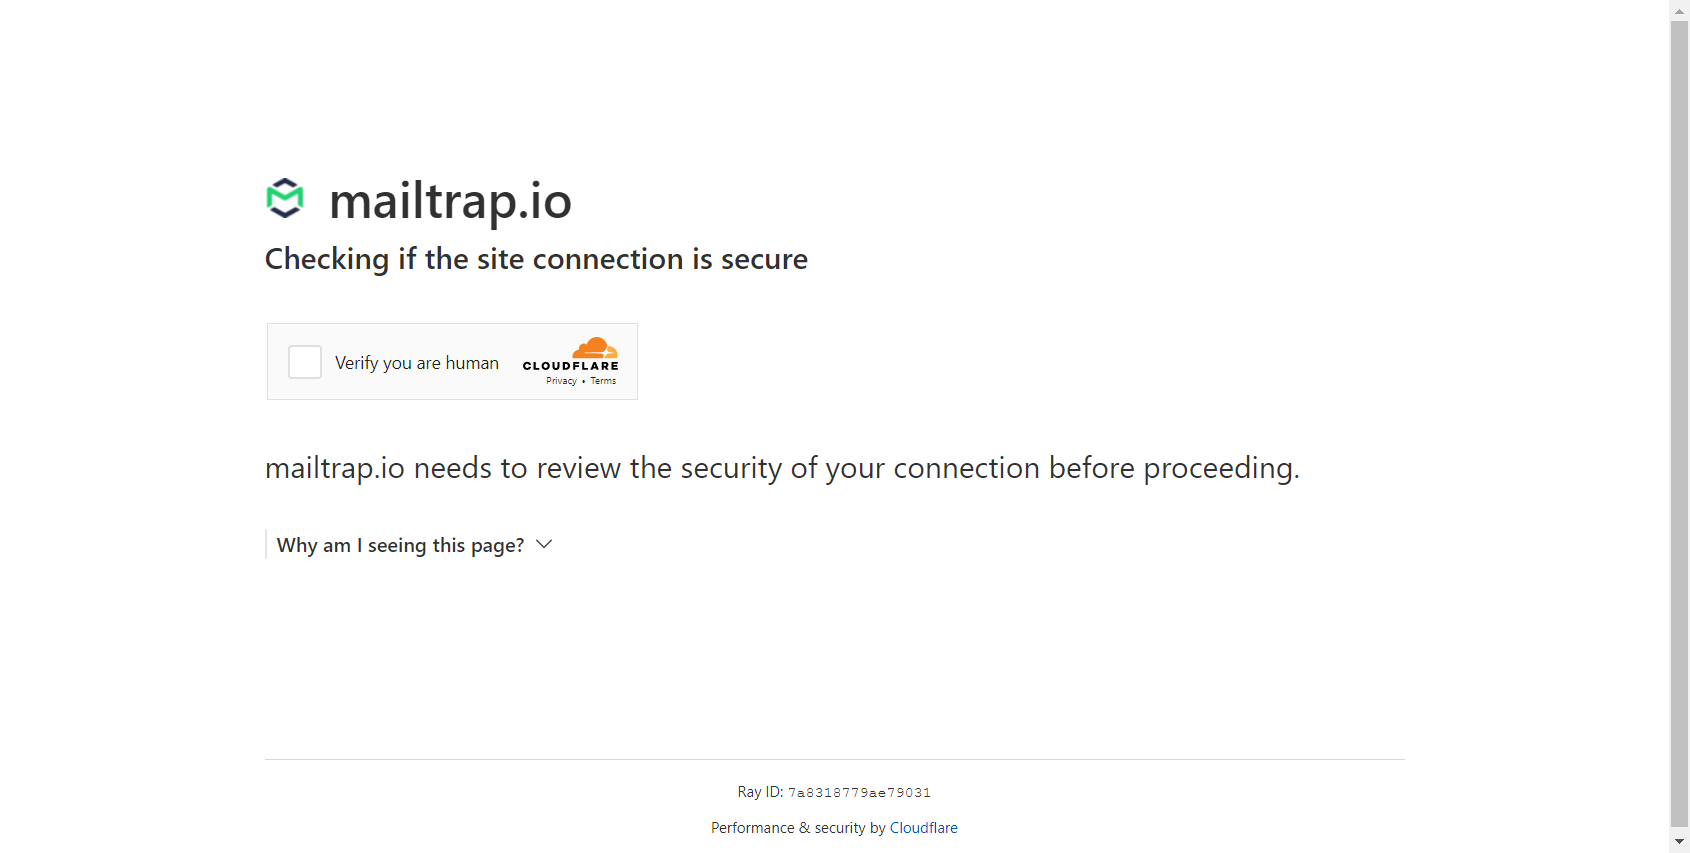 mailtrap.io
Checking if the site connection is secure
Verify you are human
CLOUDFLARE
Privacy • Terms
mailtrap.io needs to review the security of your connection before proceeding.
Why am I seeing this page?
Ray ID: 7a8318779ae79031
Performance & security by Cloudflare